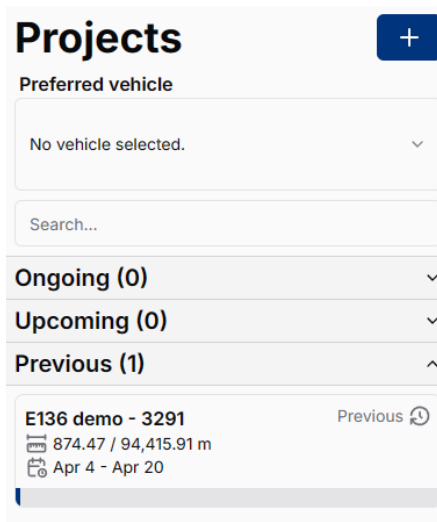 Projects
Preferred vehicle
No vehicle selected.
Search...
Ongoing (0)
Upcoming (0)
Previous (1)
E136 demo - 3291 Previous
874.47 / 94,415.91 m
Apr 4 - Apr 20